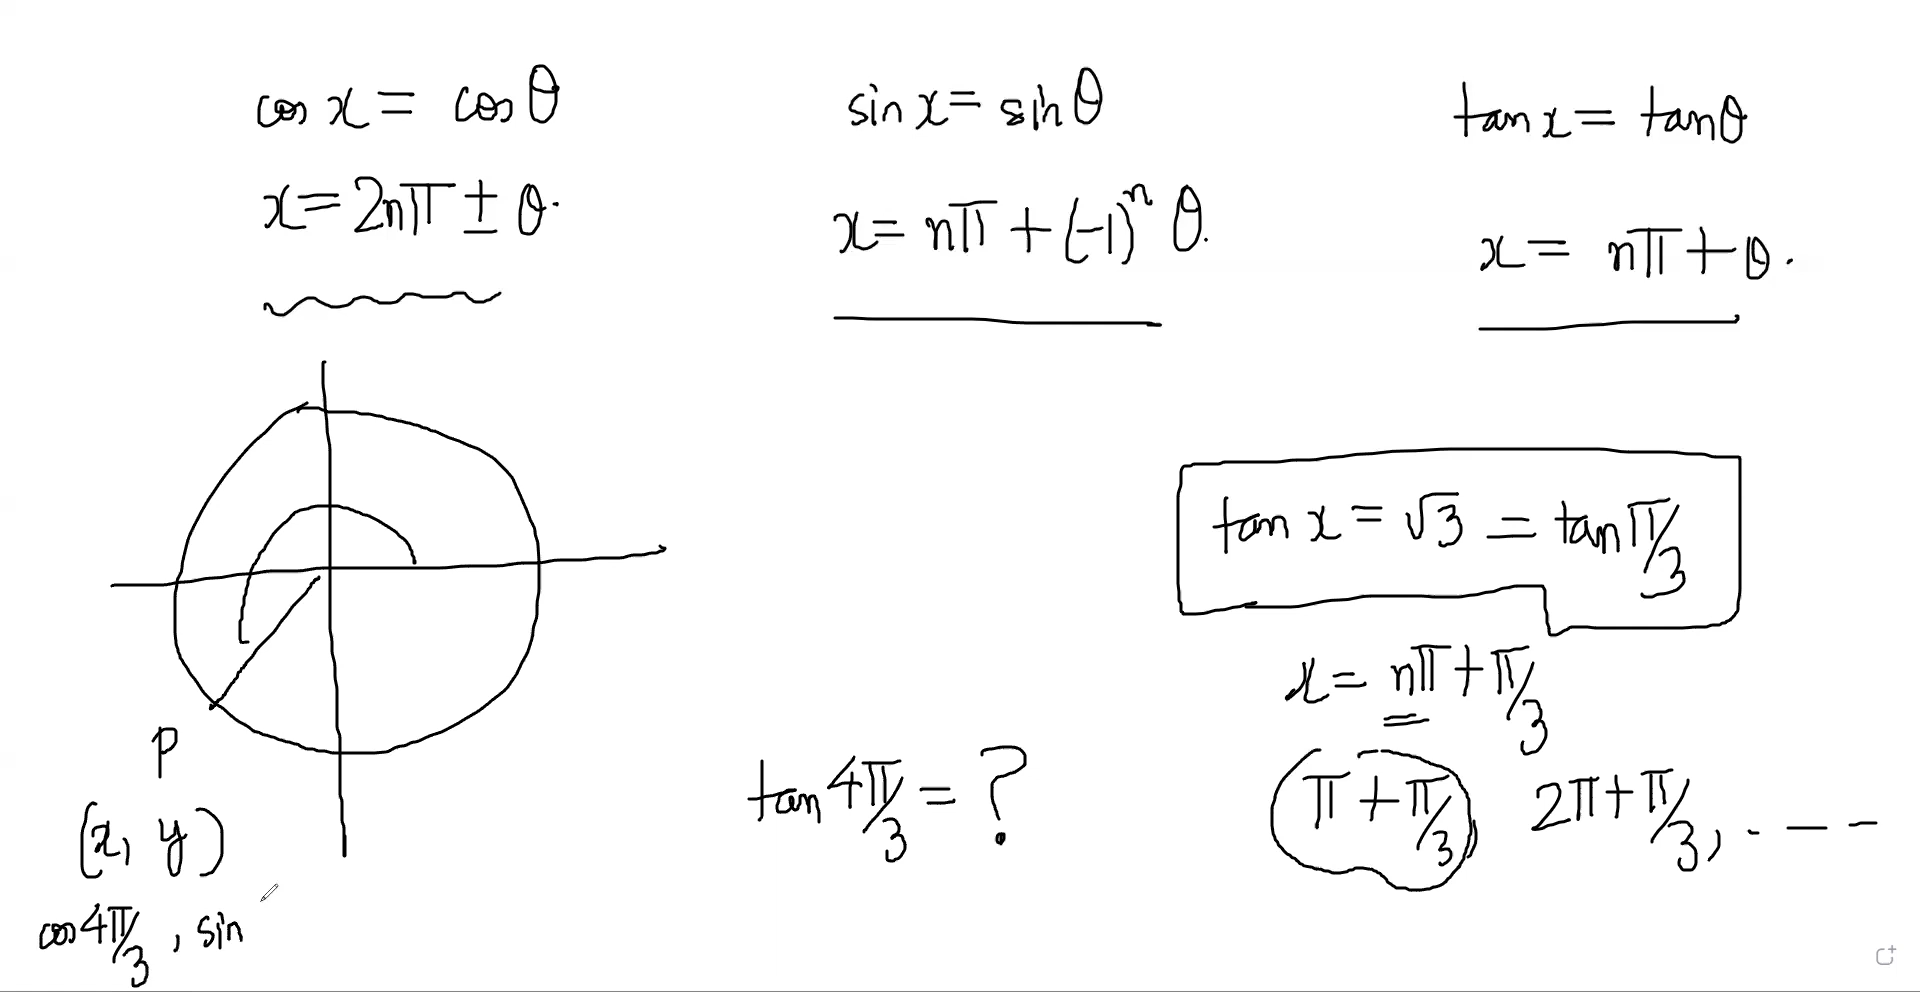 cos x = cos θ
x = 2nπ ± θ.
sin x = sin θ
x = nπ + (-1)ⁿ θ.
tan x = tan θ
x = nπ + θ.
tan x = √3 = tan π/3
x = nπ + π/3
π + π/3 2π + π/3, . - -
tan 4π/3 = ?
P
(x, y)
cos 4π/3 , sin